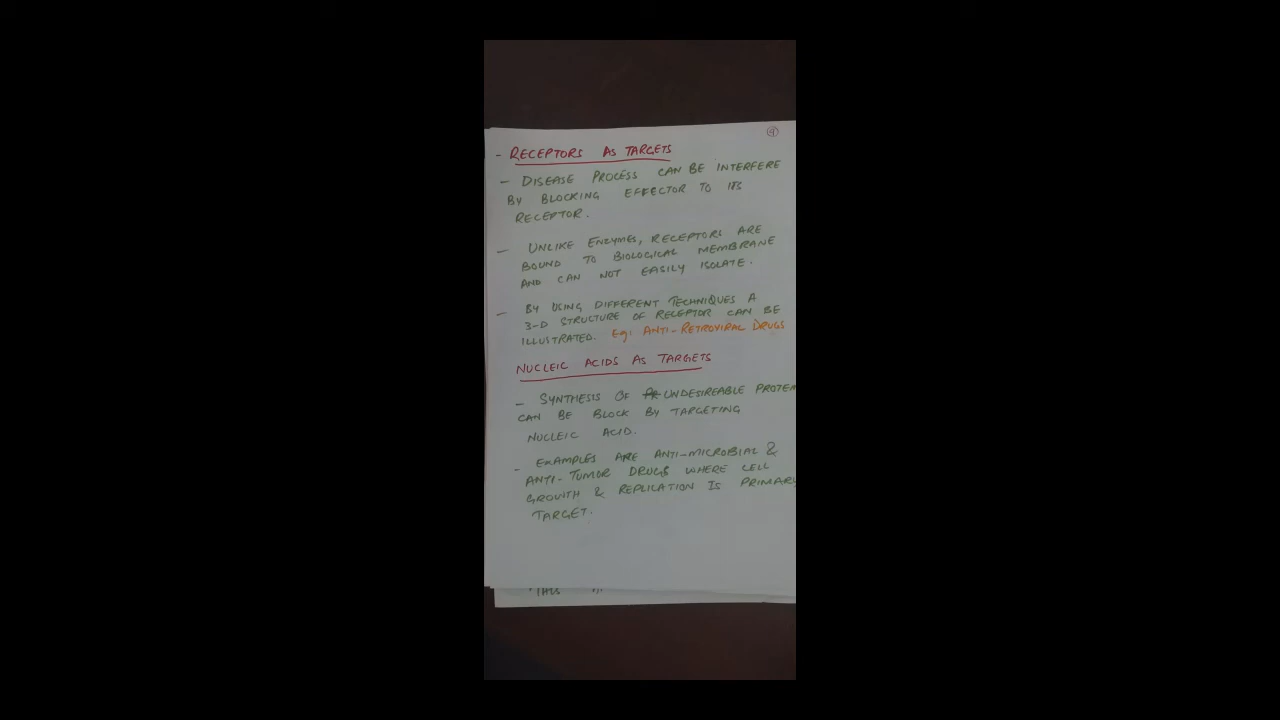 9
- RECEPTORS AS TARGETS
- DISEASE PROCESS CAN BE INTERFERE
BY BLOCKING EFFECTOR TO ITS
RECEPTOR.
- UNLIKE ENZYMES, RECEPTORS ARE
BOUND TO BIOLOGICAL MEMBRANE
AND CAN NOT EASILY ISOLATE.
- BY USING DIFFERENT TECHNIQUES A
3-D STRUCTURE OF RECEPTOR CAN BE
ILLUSTRATED. Eg: ANTI-RETROVIRAL DRUGS
NUCLEIC ACIDS AS TARGETS
- SYNTHESIS OF UNDESIREABLE PROTEIN
CAN BE BLOCK BY TARGETING
NUCLEIC ACID.
- EXAMPLES ARE ANTI-MICROBIAL &
ANTI-TUMOR DRUGS WHERE CELL
GROWTH & REPLICATION IS PRIMARY
TARGET.